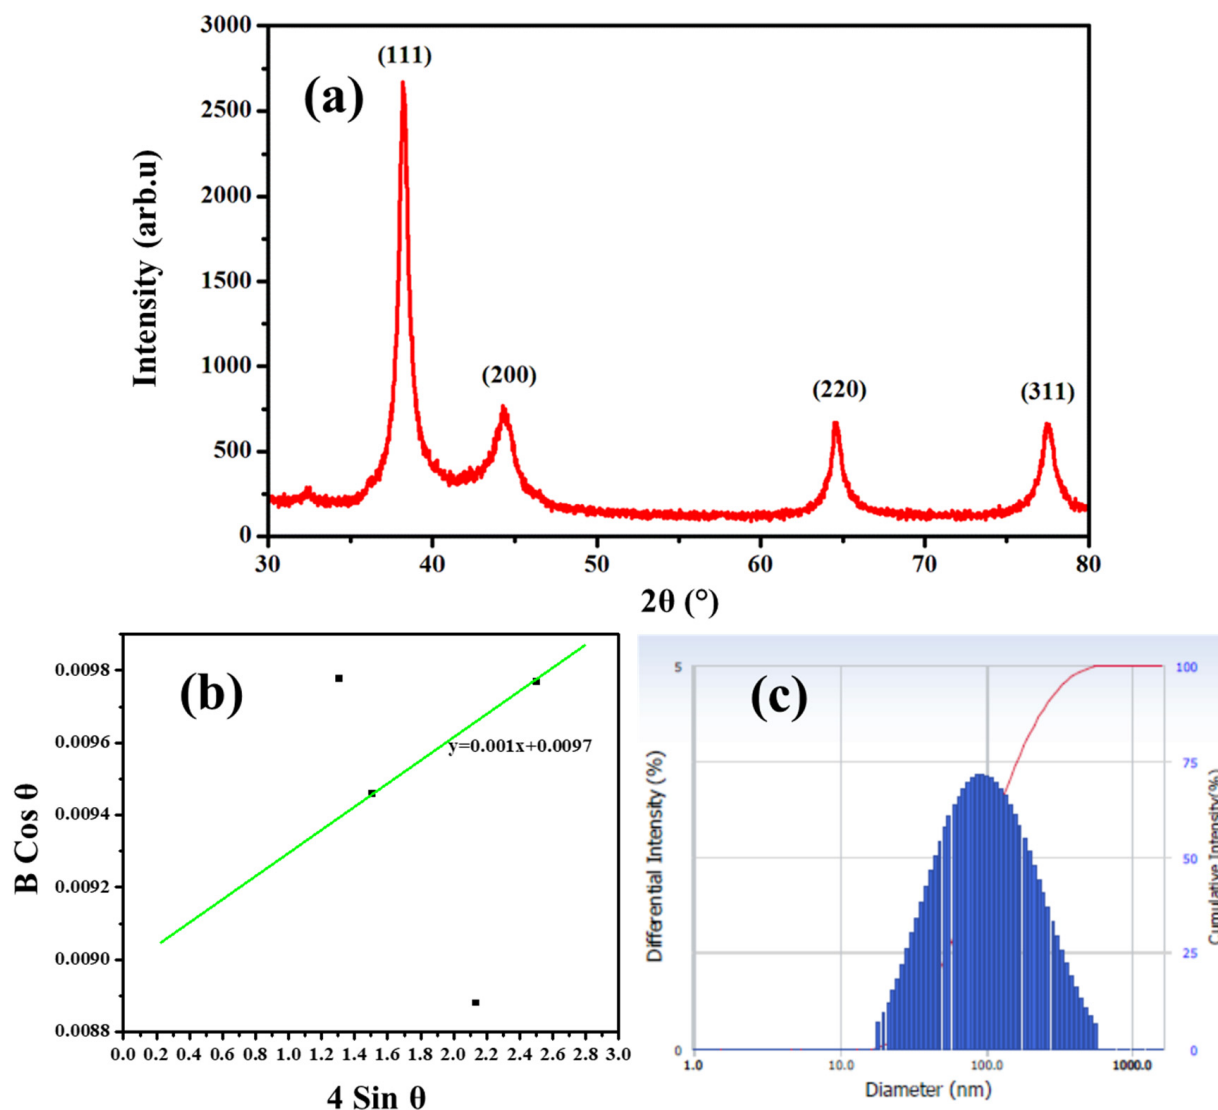 3000
2500
2000
1500
1000
500
0
Intensity (arb.u)
(a)
(111)
(200)
(220)
(311)
30 40 50 60 70 80
2θ (°)
0.0098
0.0096
0.0094
0.0092
0.0090
0.0088
B Cos θ
(b)
y=0.001x+0.0097
0.0 0.2 0.4 0.6 0.8 1.0 1.2 1.4 1.6 1.8 2.0 2.2 2.4 2.6 2.8 3.0
4 Sin θ
5
0
Differential Intensity (%)
(c)
100
75
50
25
0
Cumulative Intensity(%)
1.0 10.0 100.0 1000.0
Diameter (nm)